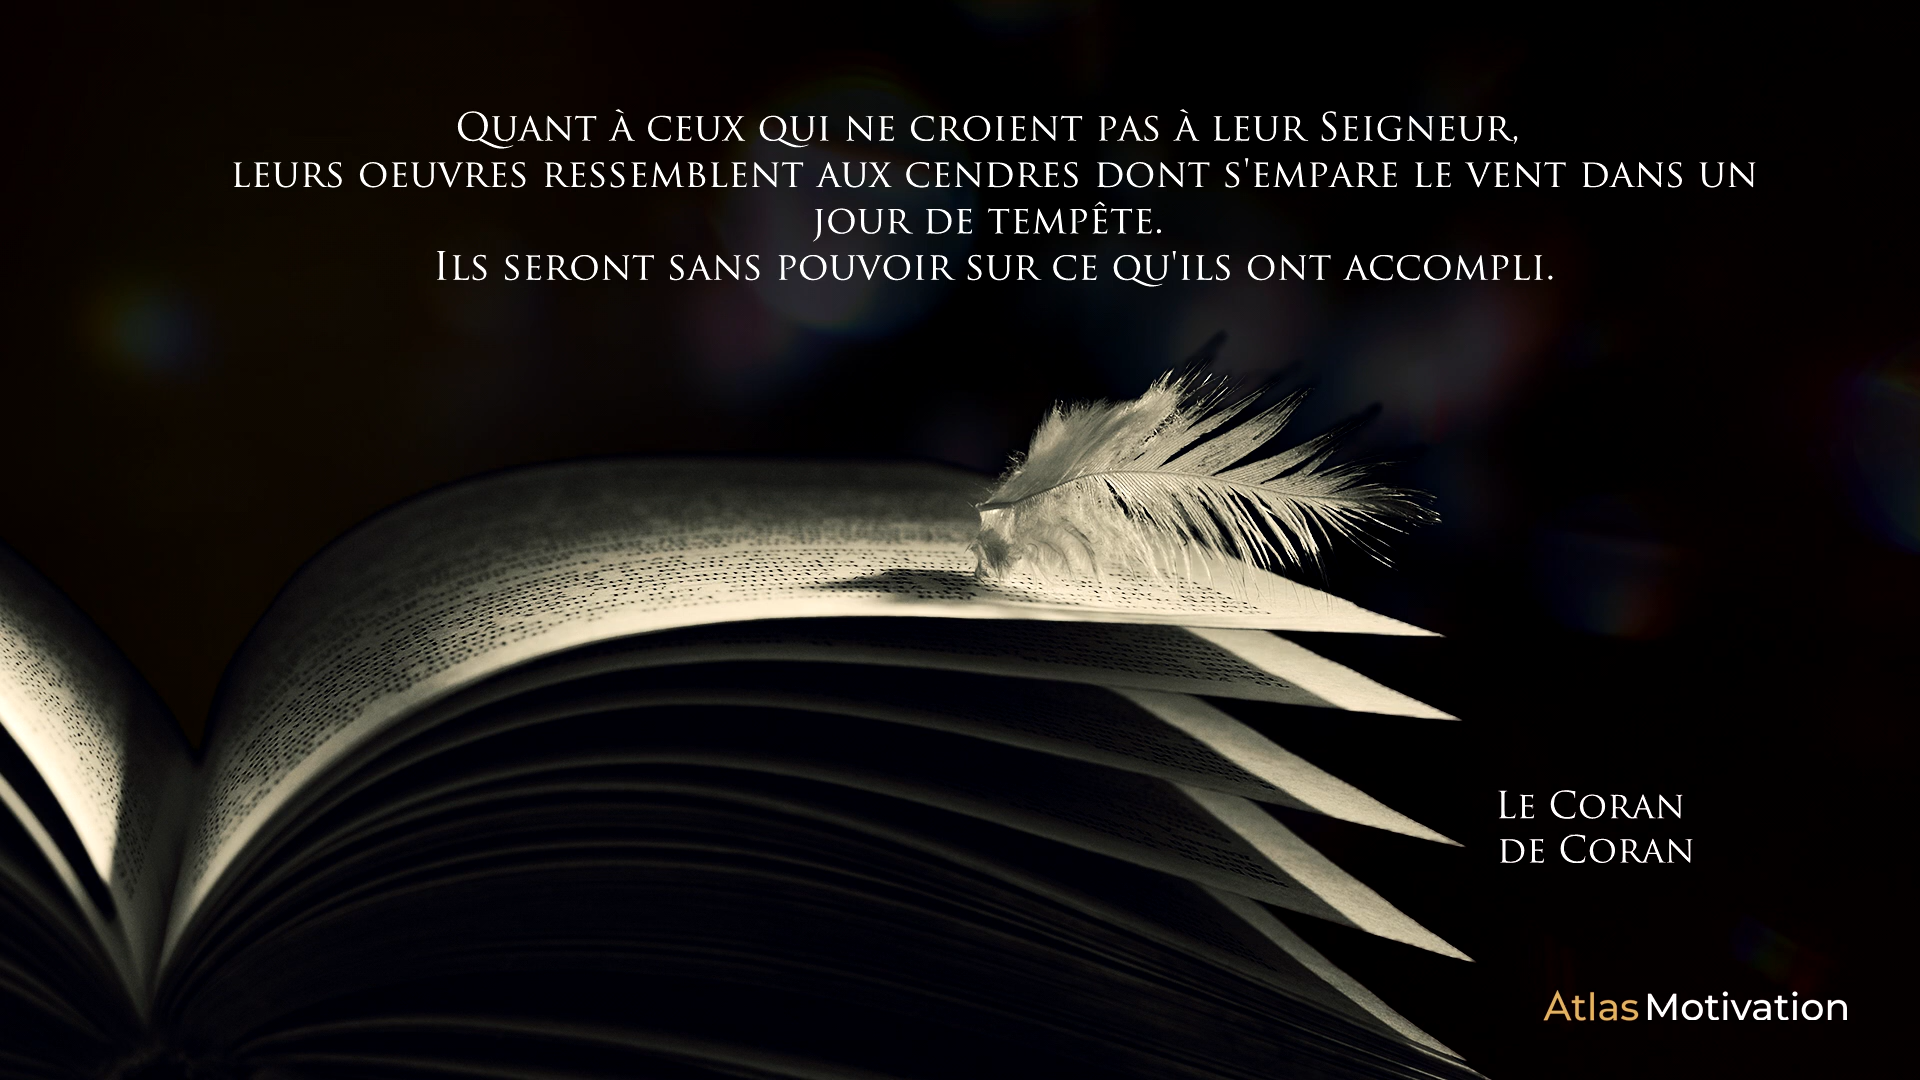 Quant à ceux qui ne croient pas à leur Seigneur,
leurs oeuvres ressemblent aux cendres dont s'empare le vent dans un
jour de tempête.
Ils seront sans pouvoir sur ce qu'ils ont accompli.
Le Coran
de Coran
Atlas Motivation